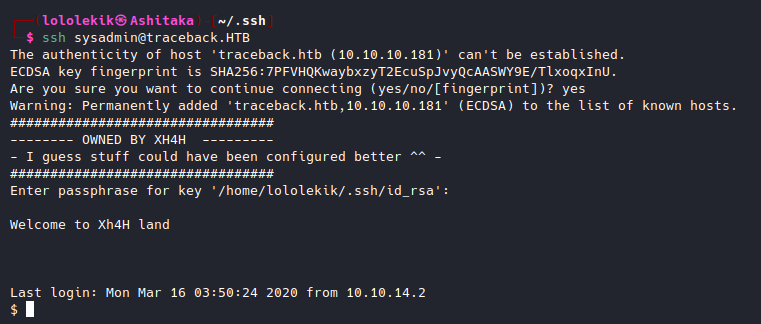 lololekik㉿Ashitaka)-[~/.ssh]
$ ssh sysadmin@traceback.HTB
The authenticity of host 'traceback.htb (10.10.10.181)' can't be established.
ECDSA key fingerprint is SHA256:7PFVHQKwaybxzyT2EcuSpJvyQcAASWY9E/TlxoqxInU.
Are you sure you want to continue connecting (yes/no/[fingerprint])? yes
Warning: Permanently added 'traceback.htb,10.10.10.181' (ECDSA) to the list of known hosts.
#################################
-------- OWNED BY XH4H  ---------
- I guess stuff could have been configured better ^^ -
#################################
Enter passphrase for key '/home/lololekik/.ssh/id_rsa':
Welcome to Xh4H land
Last login: Mon Mar 16 03:50:24 2020 from 10.10.14.2
$